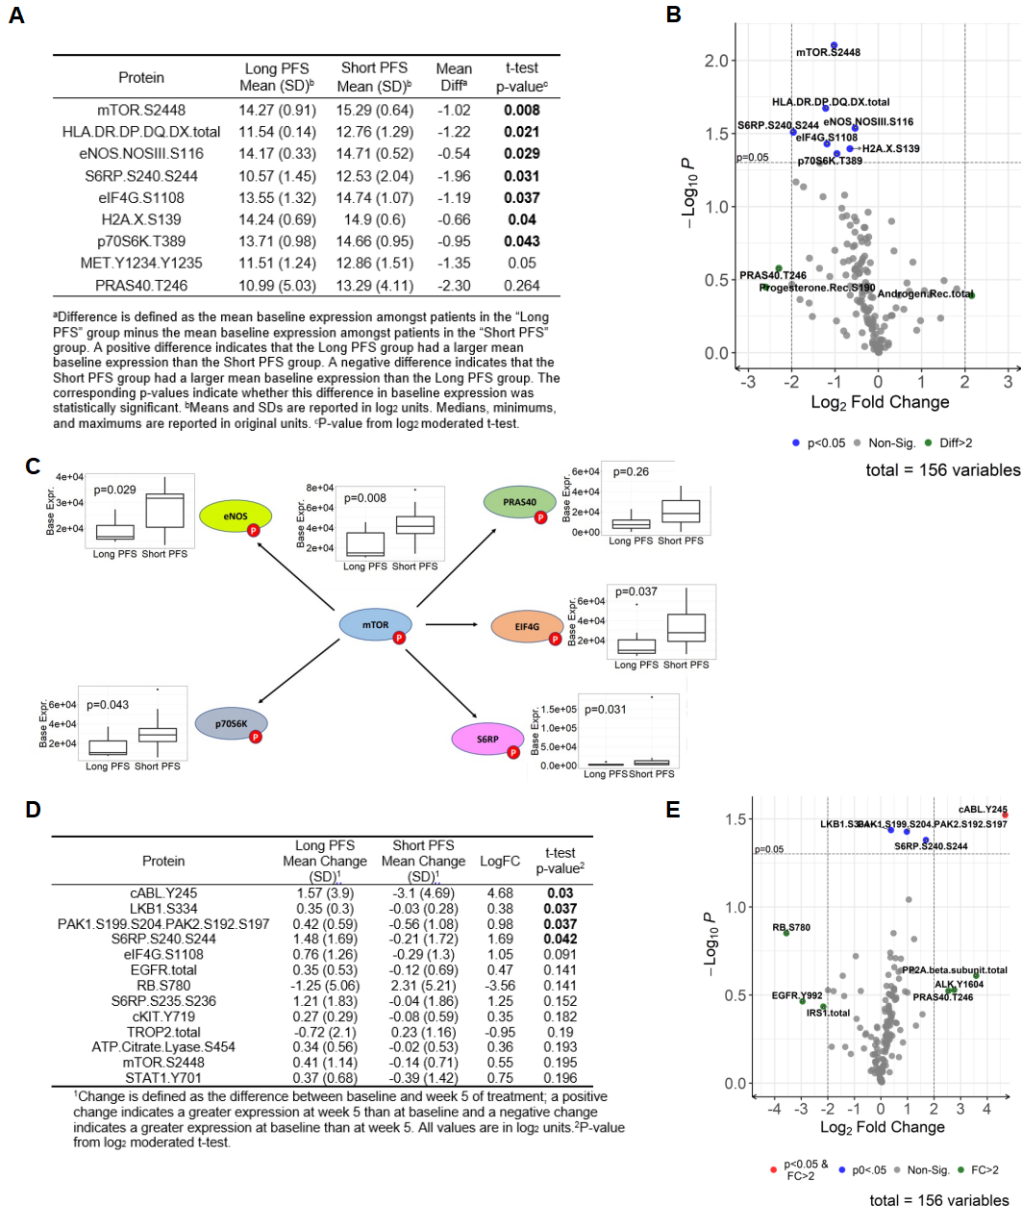 A
Protein Long PFS Mean (SD)ᵇ Short PFS Mean (SD)ᵇ Mean Diffᵃ t-test p-valueᶜ
mTOR.S2448 14.27 (0.91) 15.29 (0.64) -1.02 0.008
HLA.DR.DP.DQ.DX.total 11.54 (0.14) 12.76 (1.29) -1.22 0.021
eNOS.NOSIII.S116 14.17 (0.33) 14.71 (0.52) -0.54 0.029
S6RP.S240.S244 10.57 (1.45) 12.53 (2.04) -1.96 0.031
eIF4G.S1108 13.55 (1.32) 14.74 (1.07) -1.19 0.037
H2A.X.S139 14.24 (0.69) 14.9 (0.6) -0.66 0.04
p70S6K.T389 13.71 (0.98) 14.66 (0.95) -0.95 0.043
MET.Y1234.Y1235 11.51 (1.24) 12.86 (1.51) -1.35 0.05
PRAS40.T246 10.99 (5.03) 13.29 (4.11) -2.30 0.264
ᵃDifference is defined as the mean baseline expression amongst patients in the "Long
PFS" group minus the mean baseline expression amongst patients in the "Short PFS"
group. A positive difference indicates that the Long PFS group had a larger mean
baseline expression than the Short PFS group. A negative difference indicates that the
Short PFS group had a larger mean baseline expression than the Long PFS group. The
corresponding p-values indicate whether this difference in baseline expression was
statistically significant. ᵇMeans and SDs are reported in log₂ units. Medians, minimums,
and maximums are reported in original units. ᶜP-value from log₂ moderated t-test.
B
−Log₁₀ P
2.0
1.5
1.0
0.5
0.0
p=0.05
mTOR.S2448
HLA.DR.DP.DQ.DX.total
eNOS.NOSIII.S116
S6RP.S240.S244
eIF4G.S1108
H2A.X.S139
p70S6K.T389
PRAS40.T246
Progesterone.Rec.S190
Androgen.Rec.total
-3 -2 -1 0 1 2 3
Log₂ Fold Change
p<0.05 Non-Sig. Diff>2
total = 156 variables
C
Base Expr.
4e+04
3e+04
2e+04
p=0.029
Long PFS Short PFS
eNOS
P
Base Expr.
8e+04
6e+04
4e+04
2e+04
p=0.008
Long PFS Short PFS
PRAS40
P
Base Expr.
6e+04
4e+04
2e+04
0e+00
p=0.26
Long PFS Short PFS
mTOR
P
EIF4G
P
Base Expr.
6e+04
4e+04
2e+04
p=0.037
Long PFS Short PFS
Base Expr.
6e+04
4e+04
2e+04
p=0.043
Long PFS Short PFS
p70S6K
P
S6RP
P
Base Expr.
1.5e+05
1.0e+05
5.0e+04
0.0e+00
p=0.031
Long PFS Short PFS
D
Protein Long PFS Mean Change (SD)¹ Short PFS Mean Change (SD)¹ LogFC t-test p-value²
cABL.Y245 1.57 (3.9) -3.1 (4.69) 4.68 0.03
LKB1.S334 0.35 (0.3) -0.03 (0.28) 0.38 0.037
PAK1.S199.S204.PAK2.S192.S197 0.42 (0.59) -0.56 (1.08) 0.98 0.037
S6RP.S240.S244 1.48 (1.69) -0.21 (1.72) 1.69 0.042
eIF4G.S1108 0.76 (1.26) -0.29 (1.3) 1.05 0.091
EGFR.total 0.35 (0.53) -0.12 (0.69) 0.47 0.141
RB.S780 -1.25 (5.06) 2.31 (5.21) -3.56 0.141
S6RP.S235.S236 1.21 (1.83) -0.04 (1.86) 1.25 0.152
cKIT.Y719 0.27 (0.29) -0.08 (0.59) 0.35 0.182
TROP2.total -0.72 (2.1) 0.23 (1.16) -0.95 0.19
ATP.Citrate.Lyase.S454 0.34 (0.56) -0.02 (0.53) 0.36 0.193
mTOR.S2448 0.41 (1.14) -0.14 (0.71) 0.55 0.195
STAT1.Y701 0.37 (0.68) -0.39 (1.42) 0.75 0.196
¹Change is defined as the difference between baseline and week 5 of treatment; a positive
change indicates a greater expression at week 5 than at baseline and a negative change
indicates a greater expression at baseline than at week 5. All values are in log₂ units.²P-value
from log₂ moderated t-test.
E
−Log₁₀ P
1.5
1.0
0.5
0.0
p=0.05
cABL.Y245
PAK1.S199.S204.PAK2.S192.S197
S6RP.S240.S244
RB.S780
PP2A.beta.subunit.total
ALK.Y1604
PRAS40.T246
EGFR.Y992
IRS1.total
-4 -3 -2 -1 0 1 2 3 4
Log₂ Fold Change
p<0.05 & FC>2 p0<.05 Non-Sig. FC>2
total = 156 variables